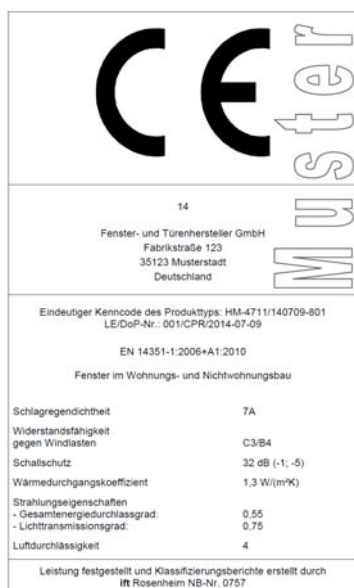 CE
Muster
14
Fenster- und Türenhersteller GmbH
Fabrikstraße 123
35123 Musterstadt
Deutschland
Eindeutiger Kenncode des Produkttyps: HM-4711/140709-801
LE/DoP-Nr.: 001/CPR/2014-07-09
EN 14351-1:2006+A1:2010
Fenster im Wohnungs- und Nichtwohnungsbau
Schlagregendichtheit 7A
Widerstandsfähigkeit
gegen Windlasten C3/B4
Schallschutz 32 dB (-1; -5)
Wärmedurchgangskoeffizient 1,3 W/(m²K)
Strahlungseigenschaften
- Gesamtenergiedurchlassgrad: 0,55
- Lichttransmissionsgrad: 0,75
Luftdurchlässigkeit 4
Leistung festgestellt und Klassifizierungsberichte erstellt durch
ift Rosenheim NB-Nr. 0757